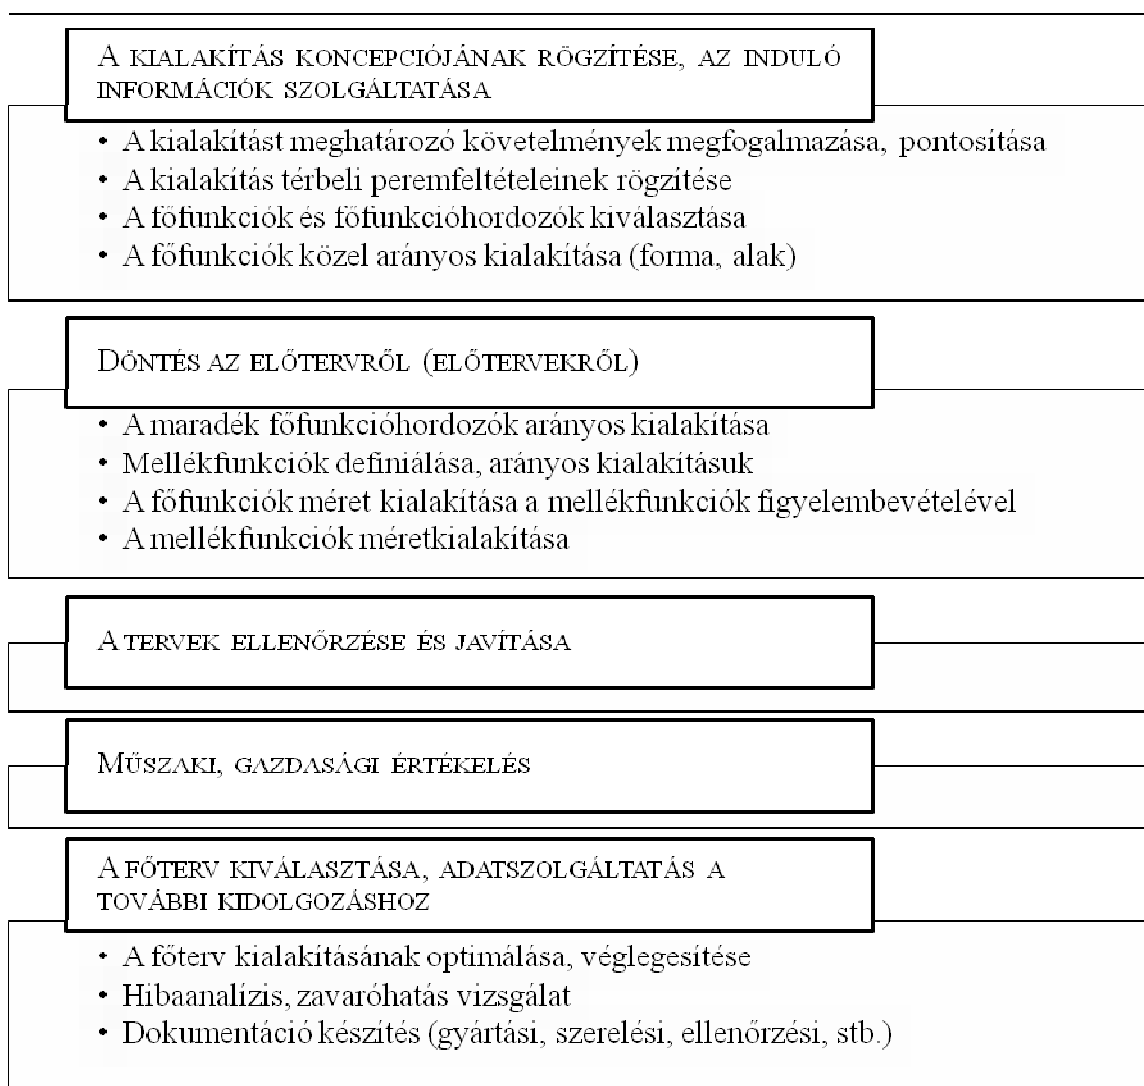 A KIALAKÍTÁS KONCEPCIÓJÁNAK RÖGZÍTÉSE, AZ INDULÓ
INFORMÁCIÓK SZOLGÁLTATÁSA
• A kialakítást meghatározó követelmények megfogalmazása, pontosítása
• A kialakítás térbeli peremfeltételeinek rögzítése
• A főfunkciók és főfunkcióhordozók kiválasztása
• A főfunkciók közel arányos kialakítása (forma, alak)
DÖNTÉS AZ ELŐTERVRŐL (ELŐTERVEKRŐL)
• A maradék főfunkcióhordozók arányos kialakítása
• Mellékfunkciók definiálása, arányos kialakításuk
• A főfunkciók méret kialakítása a mellékfunkciók figyelembevételével
• A mellékfunkciók méretkialakítása
A TERVEK ELLENŐRZÉSE ÉS JAVÍTÁSA
MŰSZAKI, GAZDASÁGI ÉRTÉKELÉS
A FŐTERV KIVÁLASZTÁSA, ADATSZOLGÁLTATÁS A
TOVÁBBI KIDOLGOZÁSHOZ
• A főterv kialakításának optimálása, véglegesítése
• Hibaanalízis, zavaróhatás vizsgálat
• Dokumentáció készítés (gyártási, szerelési, ellenőrzési, stb.)